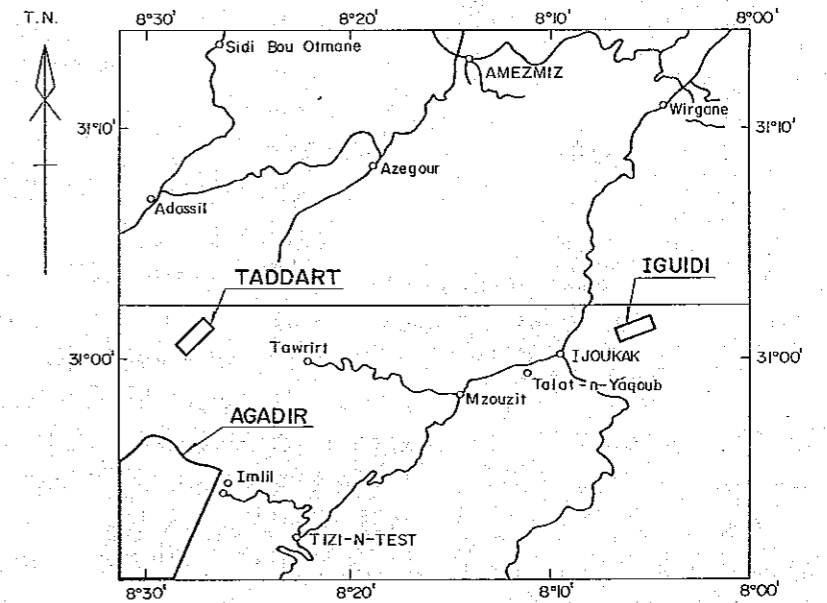 T.N.
8°30'
8°20'
8°10'
8°00'
Sidi Bou Otmane
AMEZMIZ
Wirgane
31°10'
31°10'
Azegour
Adassil
TADDART
IGUIDI
Tawrirt
IJOUKAK
31°00'
31°00'
Talat-n-Yaqoub
Mzouzit
AGADIR
Imlil
TIZI-N-TEST
8°30'
8°20'
8°10'
8°00'